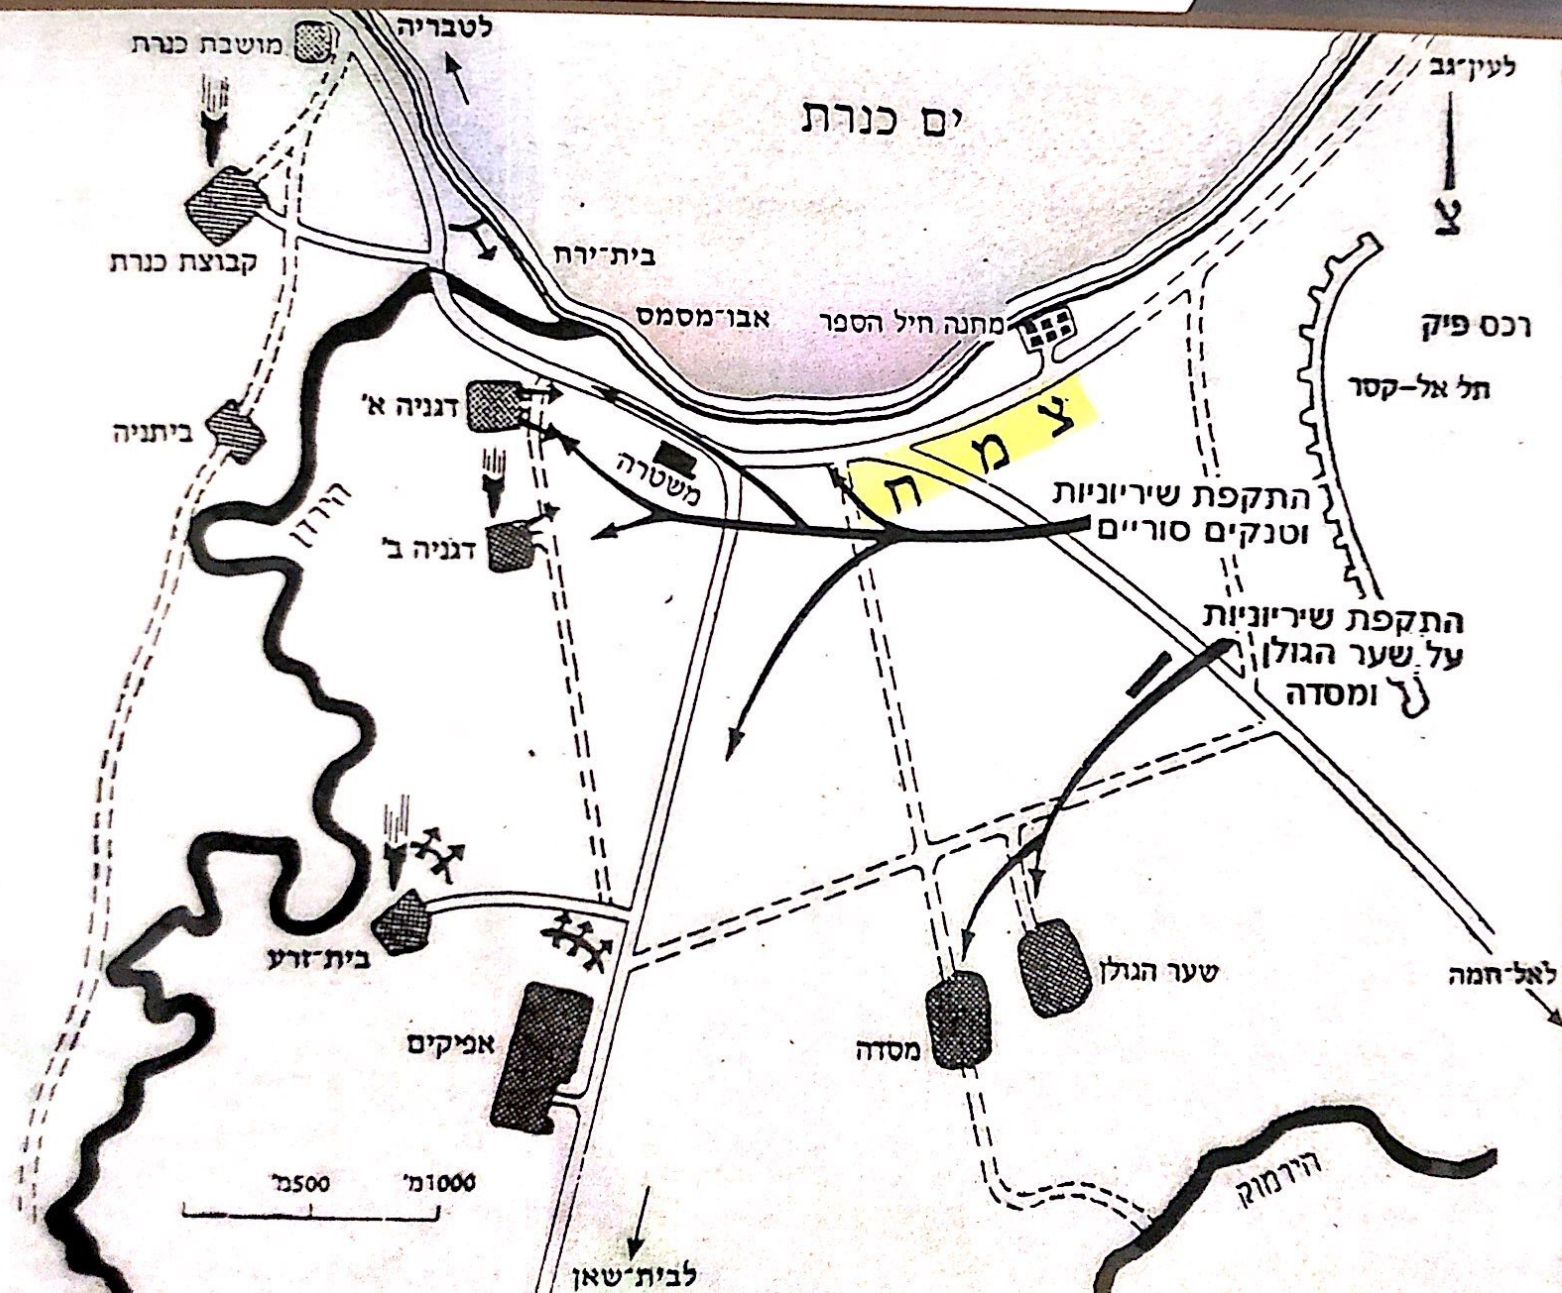 לטבריה
מושבת כנרת
לעין־גב
ים כנרת
צ
קבוצת כנרת
בית־ירח
אבו־מסמס
מחנה חיל הספר
רכס פיק
תל אל–קסר
דגניה א'
ביתניה
משטרה
צמח
הירדן
התקפת שיריוניות
וטנקים סוריים
דגניה ב'
התקפת שיריוניות
על שער הגולן
ומסדה
בית־זרע
שער הגולן
לאל־חמה
אפיקים
מסדה
500מ'
1000מ'
הירמוק
לבית־שאן